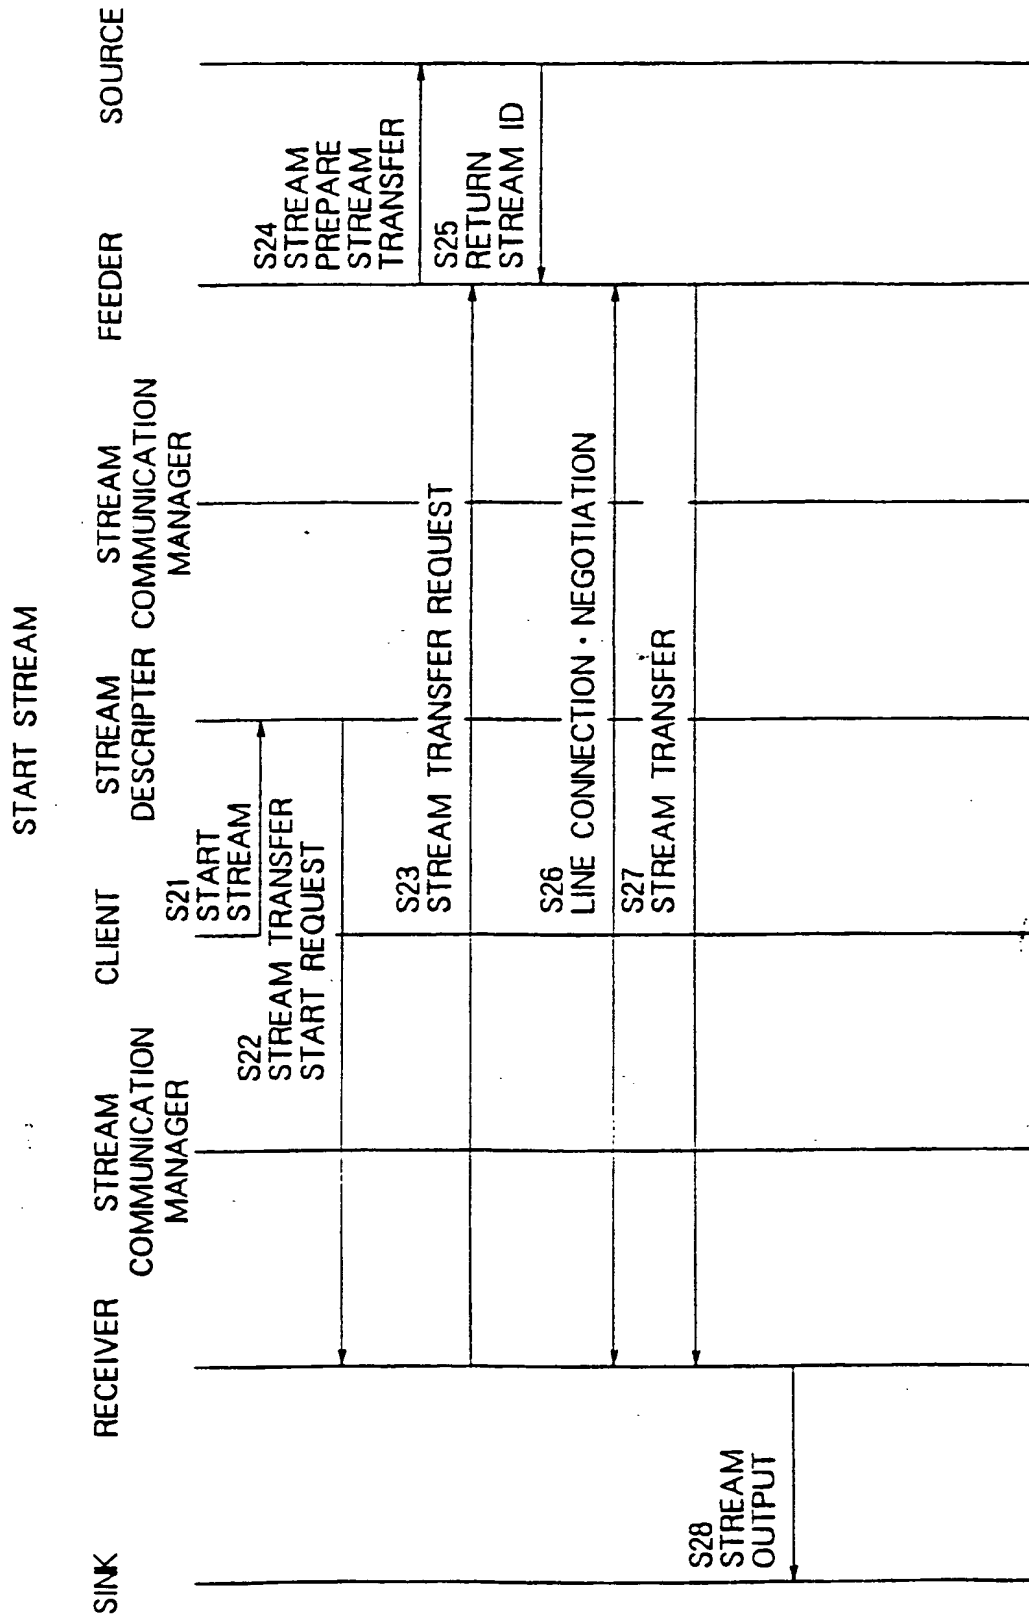 START STREAM
SINK
RECEIVER
STREAM
COMMUNICATION
MANAGER
CLIENT
STREAM
DESCRIPTER
STREAM
COMMUNICATION
MANAGER
FEEDER
SOURCE
S21
START
STREAM
S22
STREAM TRANSFER
START REQUEST
S24
STREAM
PREPARE
STREAM
TRANSFER
S23
STREAM TRANSFER REQUEST
S25
RETURN
STREAM ID
S26
LINE CONNECTION · NEGOTIATION
S27
STREAM TRANSFER
S28
STREAM
OUTPUT